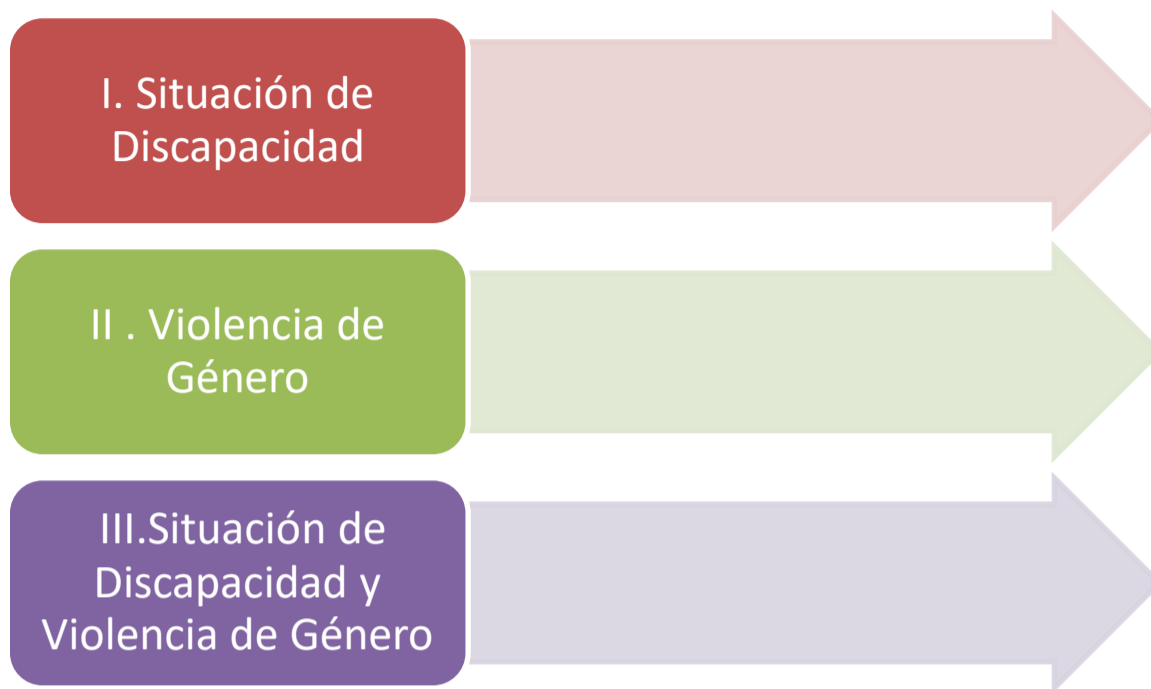 I. Situación de
Discapacidad
II . Violencia de
Género
III.Situación de
Discapacidad y
Violencia de Género